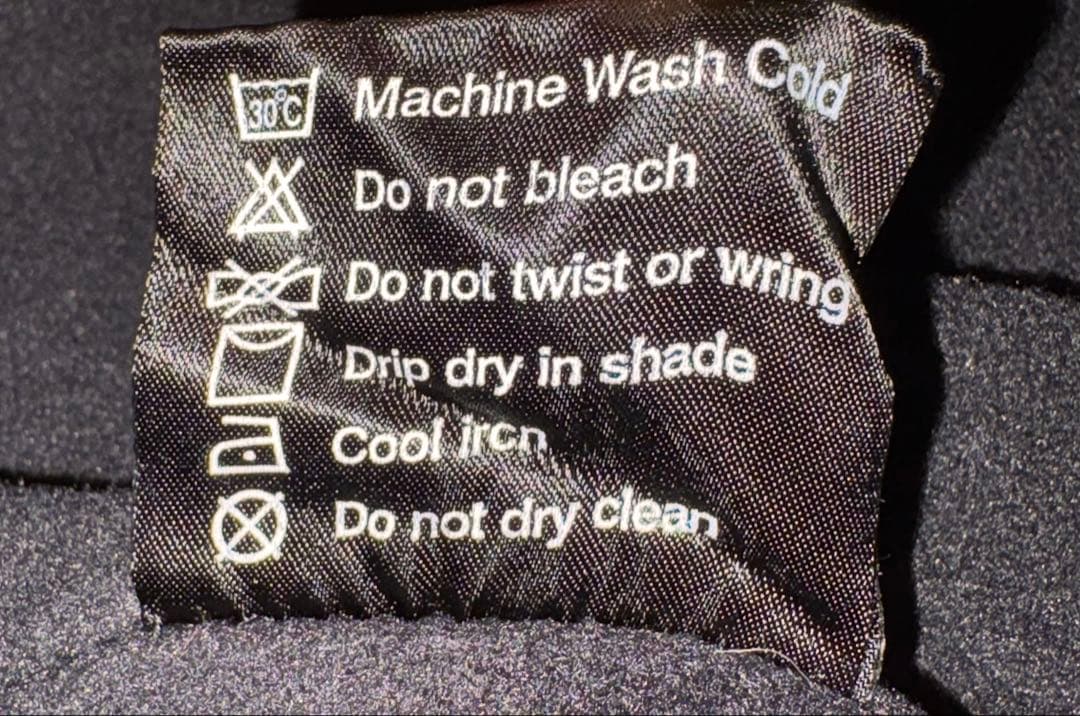 30°C Machine Wash Cold
Do not bleach
Do not twist or wring
Drip dry in shade
Cool iron
Do not dry clean